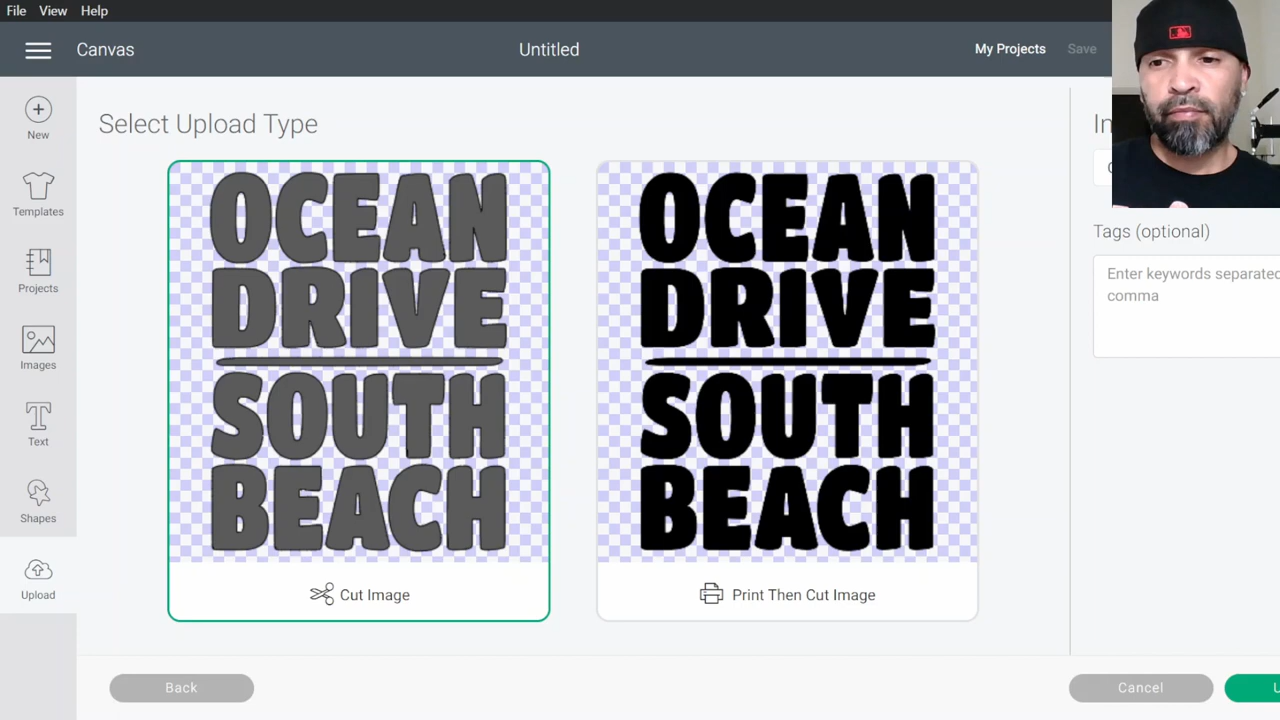 File View Help
Canvas
Untitled
My Projects
Save
New
Templates
Projects
Images
Text
Shapes
Upload
Select Upload Type
OCEAN
DRIVE
SOUTH
BEACH
Cut Image
OCEAN
DRIVE
SOUTH
BEACH
Print Then Cut Image
Tags (optional)
Enter keywords separated
comma
Back
Cancel